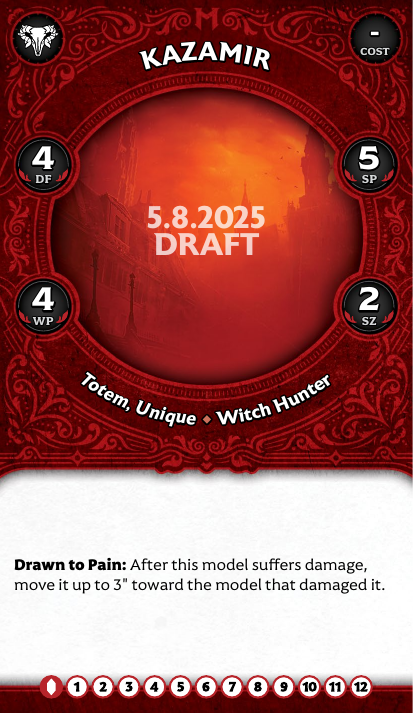 KAZAMIR
-
COST
4
DF
5
SP
5.8.2025
DRAFT
4
WP
2
SZ
Totem, Unique ◆ Witch Hunter
Drawn to Pain: After this model suffers damage,
move it up to 3" toward the model that damaged it.
1 2 3 4 5 6 7 8 9 10 11 12